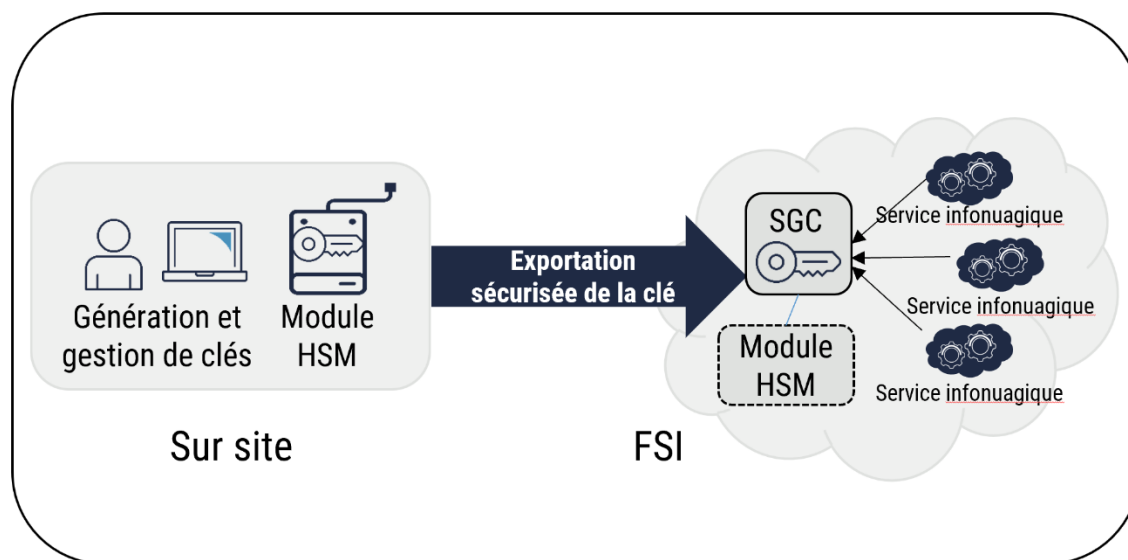 Génération et
gestion de clés
Module
HSM
Sur site
Exportation
sécurisée de la clé
FSI
SGC
Module
HSM
Service infonuagique
Service infonuagique
Service infonuagique